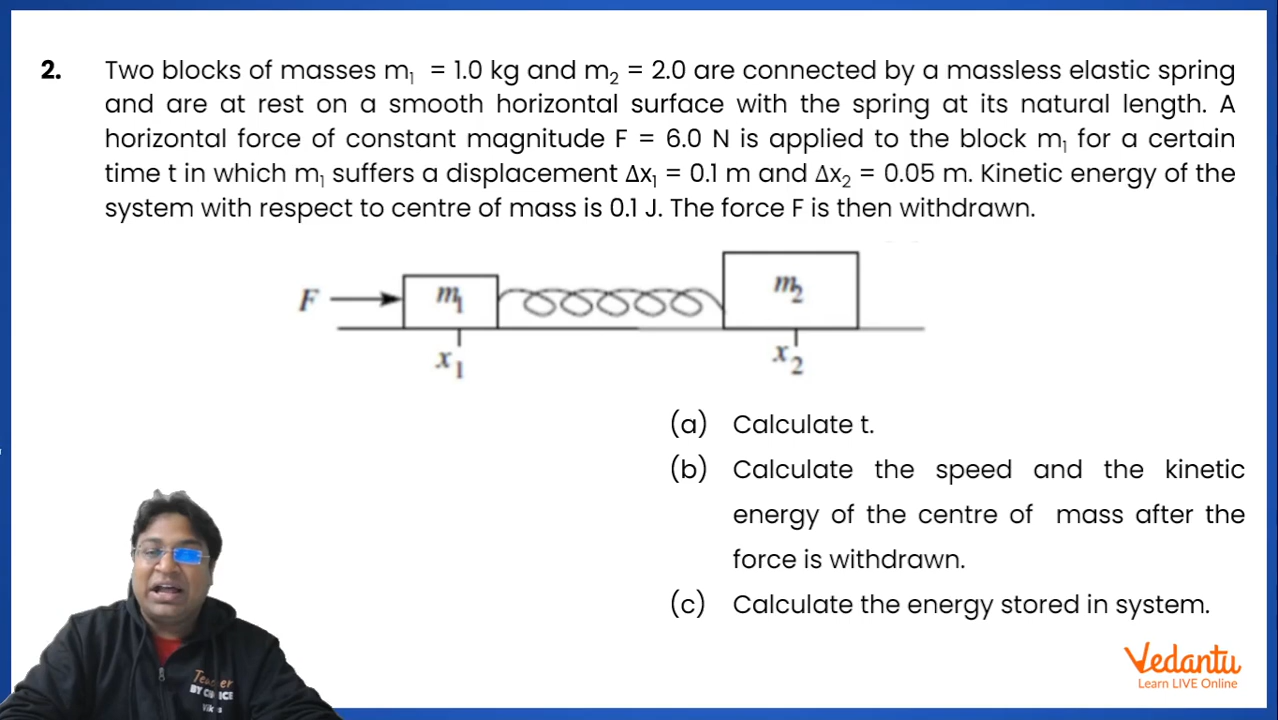 2. Two blocks of masses m₁ = 1.0 kg and m₂ = 2.0 are connected by a massless elastic spring
and are at rest on a smooth horizontal surface with the spring at its natural length. A
horizontal force of constant magnitude F = 6.0 N is applied to the block m₁ for a certain
time t in which m₁ suffers a displacement Δx₁ = 0.1 m and Δx₂ = 0.05 m. Kinetic energy of the
system with respect to centre of mass is 0.1 J. The force F is then withdrawn.
F m₁ m₂
x₁ x₂
(a) Calculate t.
(b) Calculate the speed and the kinetic
energy of the centre of mass after the
force is withdrawn.
(c) Calculate the energy stored in system.
Teacher
BY CHOICE
Vedantu
Learn LIVE Online